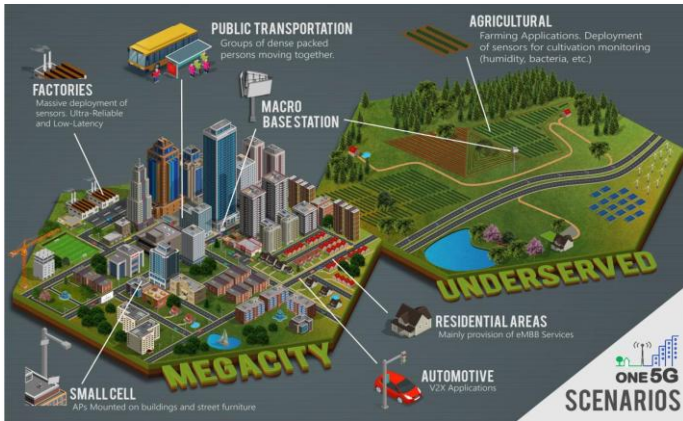 PUBLIC TRANSPORTATION
Groups of dense packed
persons moving together.
AGRICULTURAL
Farming Applications. Deployment
of sensors for cultivation monitoring
(humidity, bacteria, etc.)
FACTORIES
Massive deployment of
sensors. Ultra-Reliable
and Low-Latency
MACRO
BASE STATION
UNDERSERVED
MEGACITY
RESIDENTIAL AREAS
Mainly provision of eMBB Services
AUTOMOTIVE
V2X Applications
SMALL CELL
APs Mounted on buildings and street furniture
ONE5G
SCENARIOS